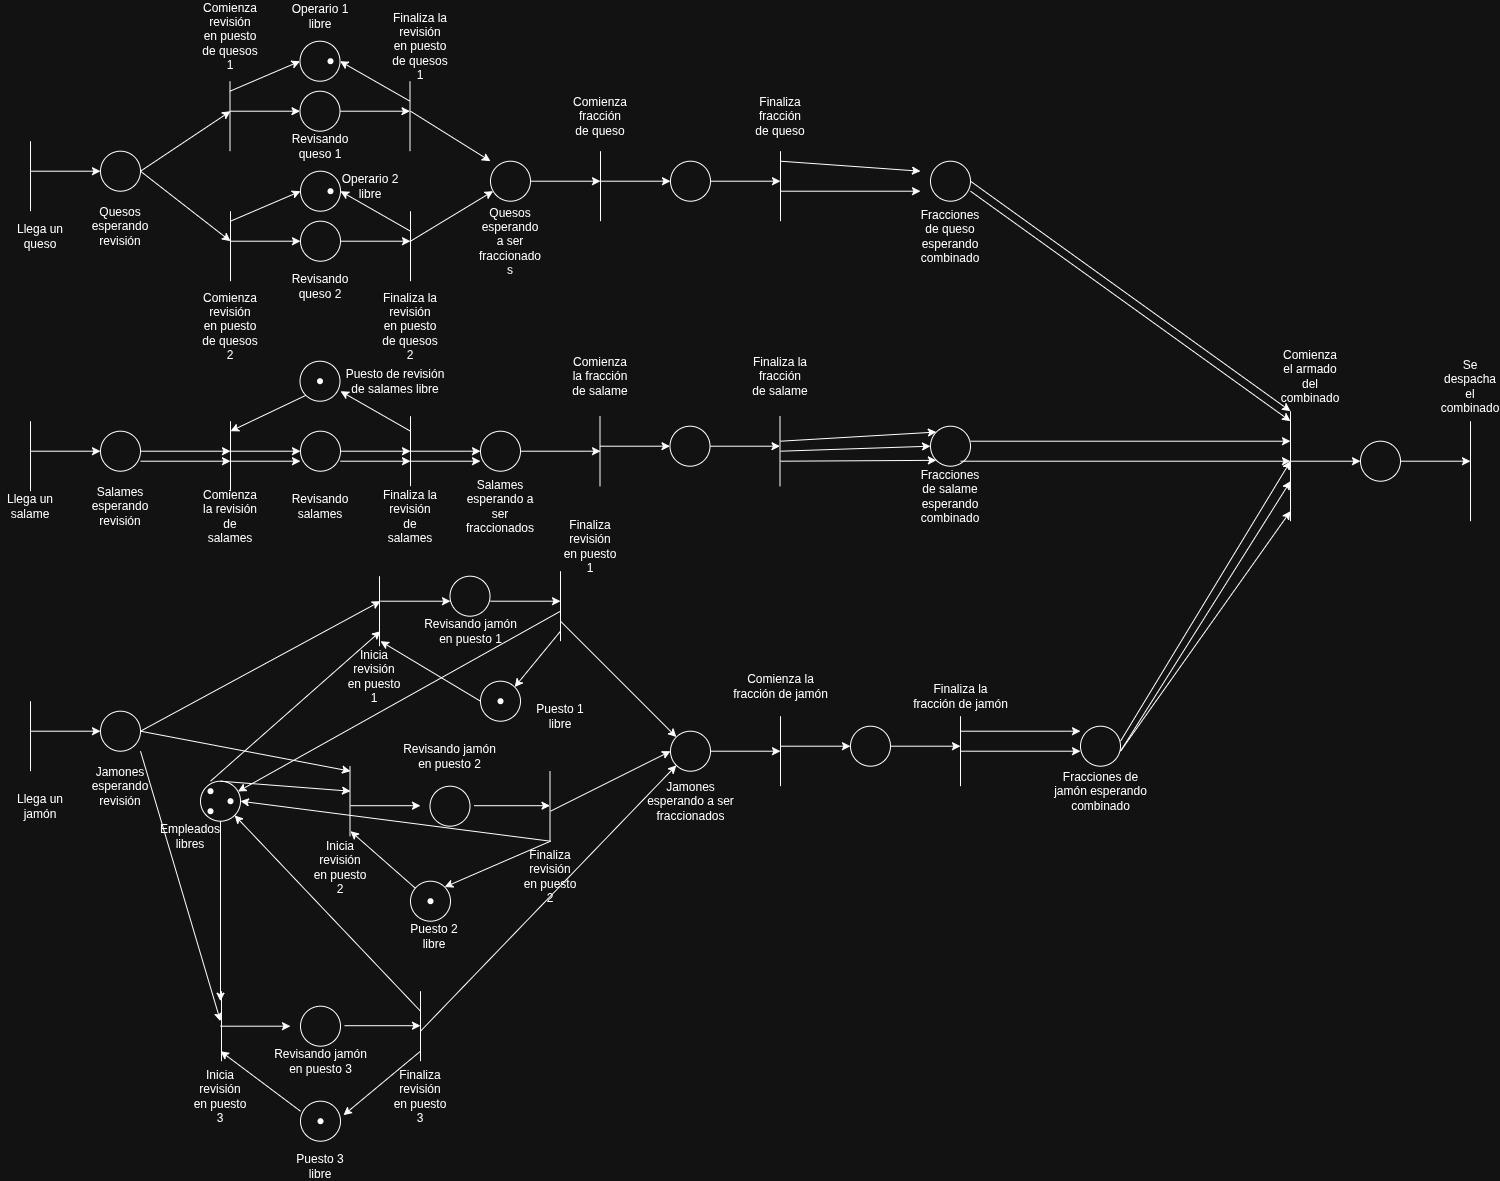 Comienza
revisión
en puesto
de quesos
1
Operario 1
libre
Finaliza la
revisión
en puesto
de quesos
1
Revisando
queso 1
Comienza
fracción
de queso
Finaliza
fracción
de queso
Llega un
queso
Quesos
esperando
revisión
Operario 2
libre
Revisando
queso 2
Quesos
esperando
a ser
fraccionado
s
Fracciones
de queso
esperando
combinado
Comienza
revisión
en puesto
de quesos
2
Finaliza la
revisión
en puesto
de quesos
2
Puesto de revisión
de salames libre
Comienza
la fracción
de salame
Finaliza la
fracción
de salame
Comienza
el armado
del
combinado
Se
despacha
el
combinado
Llega un
salame
Salames
esperando
revisión
Comienza
la revisión
de
salames
Revisando
salames
Finaliza la
revisión
de
salames
Salames
esperando a
ser
fraccionados
Fracciones
de salame
esperando
combinado
Finaliza
revisión
en puesto
1
Revisando jamón
en puesto 1
Inicia
revisión
en puesto
1
Puesto 1
libre
Comienza la
fracción de jamón
Finaliza la
fracción de jamón
Llega un
jamón
Jamones
esperando
revisión
Revisando jamón
en puesto 2
Jamones
esperando a ser
fraccionados
Fracciones de
jamón esperando
combinado
Empleados
libres
Inicia
revisión
en puesto
2
Finaliza
revisión
en puesto
2
Puesto 2
libre
Revisando jamón
en puesto 3
Inicia
revisión
en puesto
3
Finaliza
revisión
en puesto
3
Puesto 3
libre